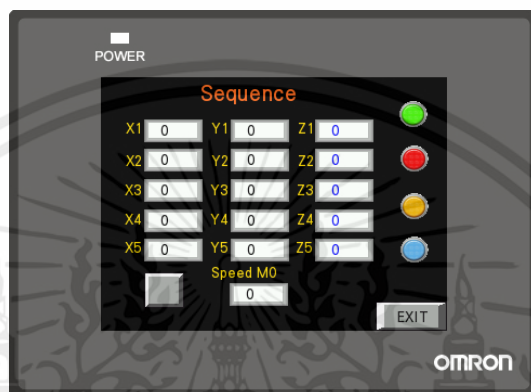 POWER
Sequence
X1 0 Y1 0 Z1 0
X2 0 Y2 0 Z2 0
X3 0 Y3 0 Z3 0
X4 0 Y4 0 Z4 0
X5 0 Y5 0 Z5 0
Speed M0
0
EXIT
OMRON